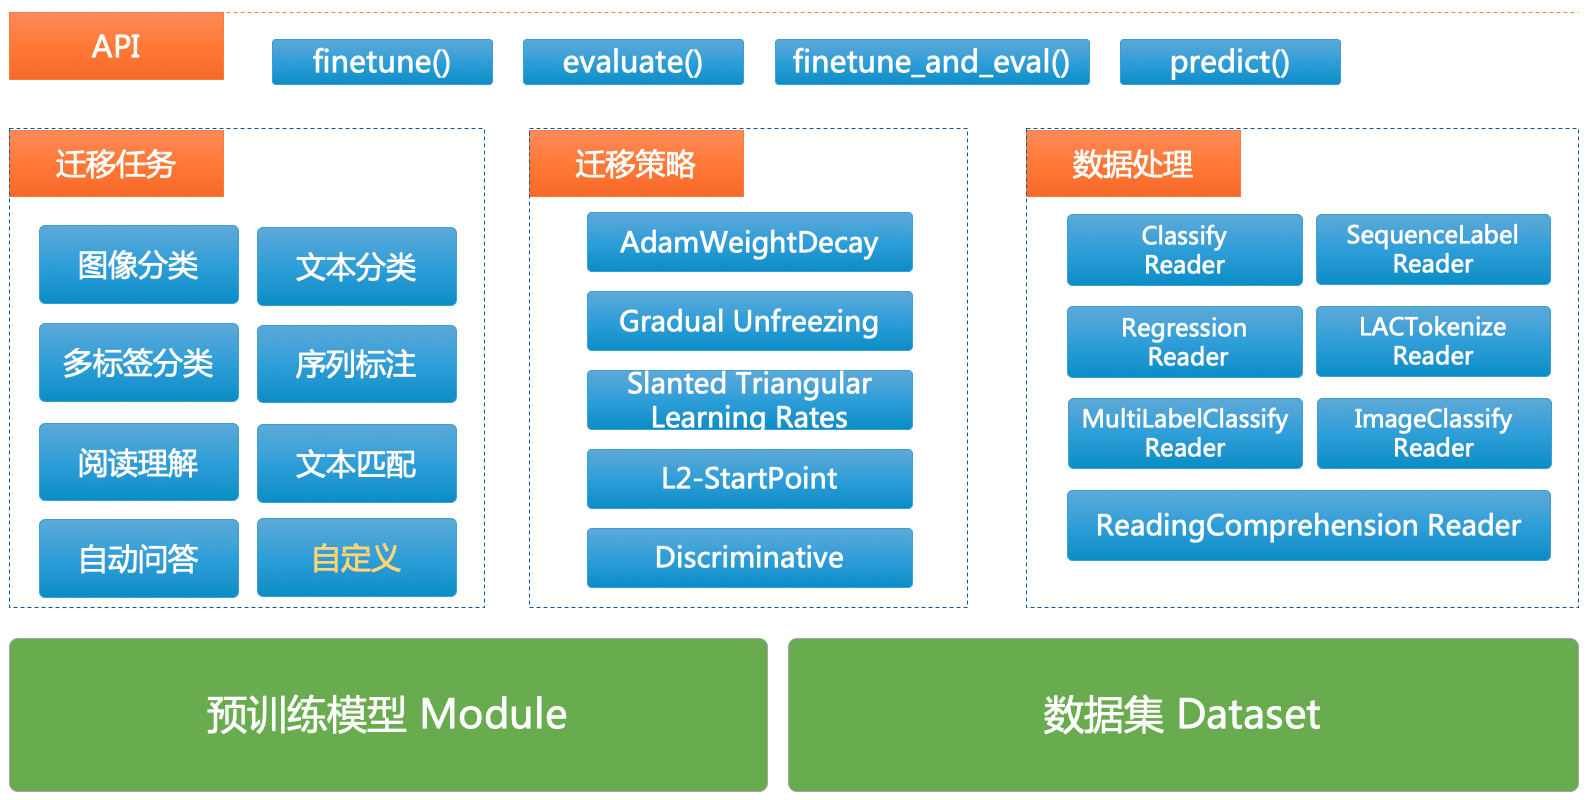 API
finetune()
evaluate()
finetune_and_eval()
predict()
迁移任务
图像分类
文本分类
多标签分类
序列标注
阅读理解
文本匹配
自动问答
自定义
迁移策略
AdamWeightDecay
Gradual Unfreezing
Slanted Triangular
Learning Rates
L2-StartPoint
Discriminative
数据处理
Classify
Reader
SequenceLabel
Reader
Regression
Reader
LACTokenize
Reader
MultiLabelClassify
Reader
ImageClassify
Reader
ReadingComprehension Reader
预训练模型 Module
数据集 Dataset